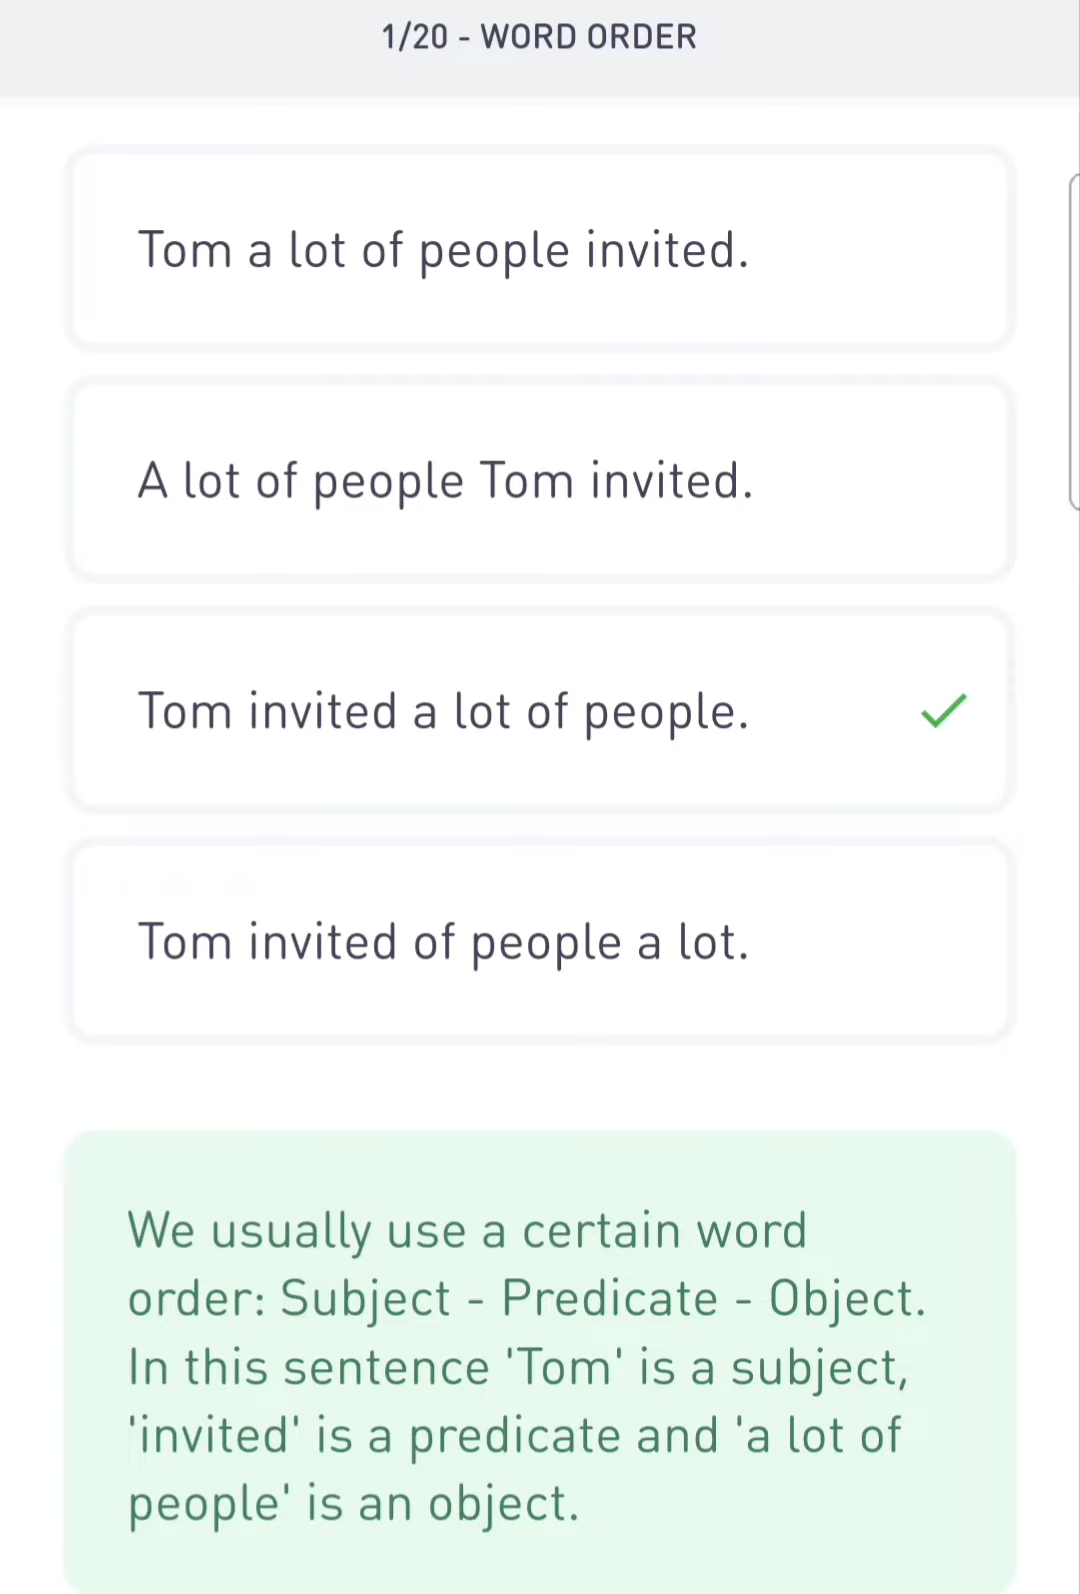 1/20 - WORD ORDER
Tom a lot of people invited.
A lot of people Tom invited.
Tom invited a lot of people.
Tom invited of people a lot.
We usually use a certain word
order: Subject - Predicate - Object.
In this sentence 'Tom' is a subject,
'invited' is a predicate and 'a lot of
people' is an object.